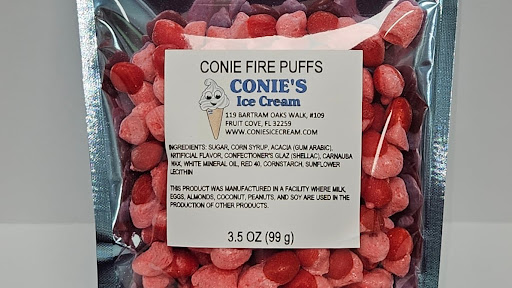 CONIE FIRE PUFFS
CONIE'S
Ice Cream
119 BARTRAM OAKS WALK, #109
FRUIT COVE, FL 32259
WWW.CONIESICECREAM.COM
INGREDIENTS: SUGAR, CORN SYRUP, ACACIA (GUM ARABIC),
ARTIFICIAL FLAVOR, CONFECTIONER'S GLAZ (SHELLAC), CARNAUBA
WAX, WHITE MINERAL OIL, RED 40, CORNSTARCH, SUNFLOWER
LECITHIN
THIS PRODUCT WAS MANUFACTURED IN A FACILITY WHERE MILK,
EGGS, ALMONDS, COCONUT, PEANUTS, AND SOY ARE USED IN THE
PRODUCTION OF OTHER PRODUCTS.
3.5 OZ (99 g)